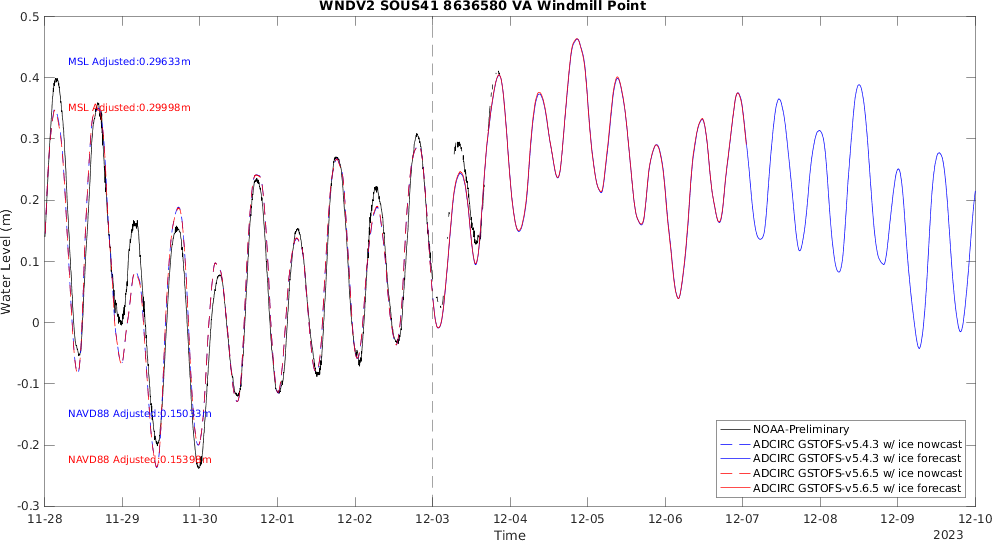 WNDV2 SOUS41 8636580 VA Windmill Point
Water Level (m)
0.5
0.4
0.3
0.2
0.1
0
-0.1
-0.2
-0.3
MSL Adjusted:0.29633m
MSL Adjusted:0.29998m
NAVD88 Adjusted:0.15033m
NAVD88 Adjusted:0.15398m
NOAA-Preliminary
ADCIRC GSTOFS-v5.4.3 w/ ice nowcast
ADCIRC GSTOFS-v5.4.3 w/ ice forecast
ADCIRC GSTOFS-v5.6.5 w/ ice nowcast
ADCIRC GSTOFS-v5.6.5 w/ ice forecast
11-28 11-29 11-30 12-01 12-02 12-03 12-04 12-05 12-06 12-07 12-08 12-09 12-10
Time
2023